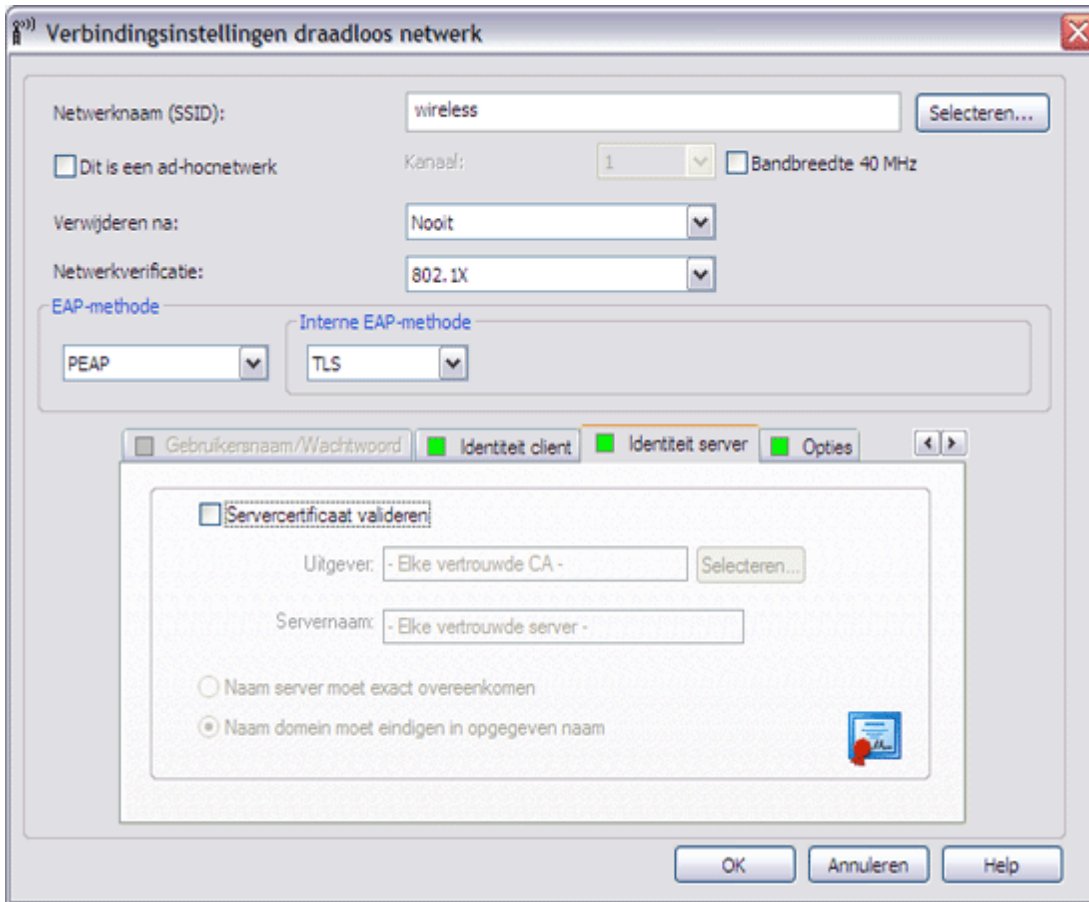 Verbindingsinstellingen draadloos netwerk
Netwerknaam (SSID): wireless Selecteren...
Dit is een ad-hocnetwerk Kanaal: 1 Bandbreedte 40 MHz
Verwijderen na: Nooit
Netwerkverificatie: 802.1X
EAP-methode
Interne EAP-methode
PEAP TLS
Gebruikersnaam/Wachtwoord Identiteit client Identiteit server Opties
Servercertificaat valideren
Uitgever: - Elke vertrouwde CA - Selecteren...
Servernaam: - Elke vertrouwde server -
Naam server moet exact overeenkomen
Naam domein moet eindigen in opgegeven naam
OK Annuleren Help